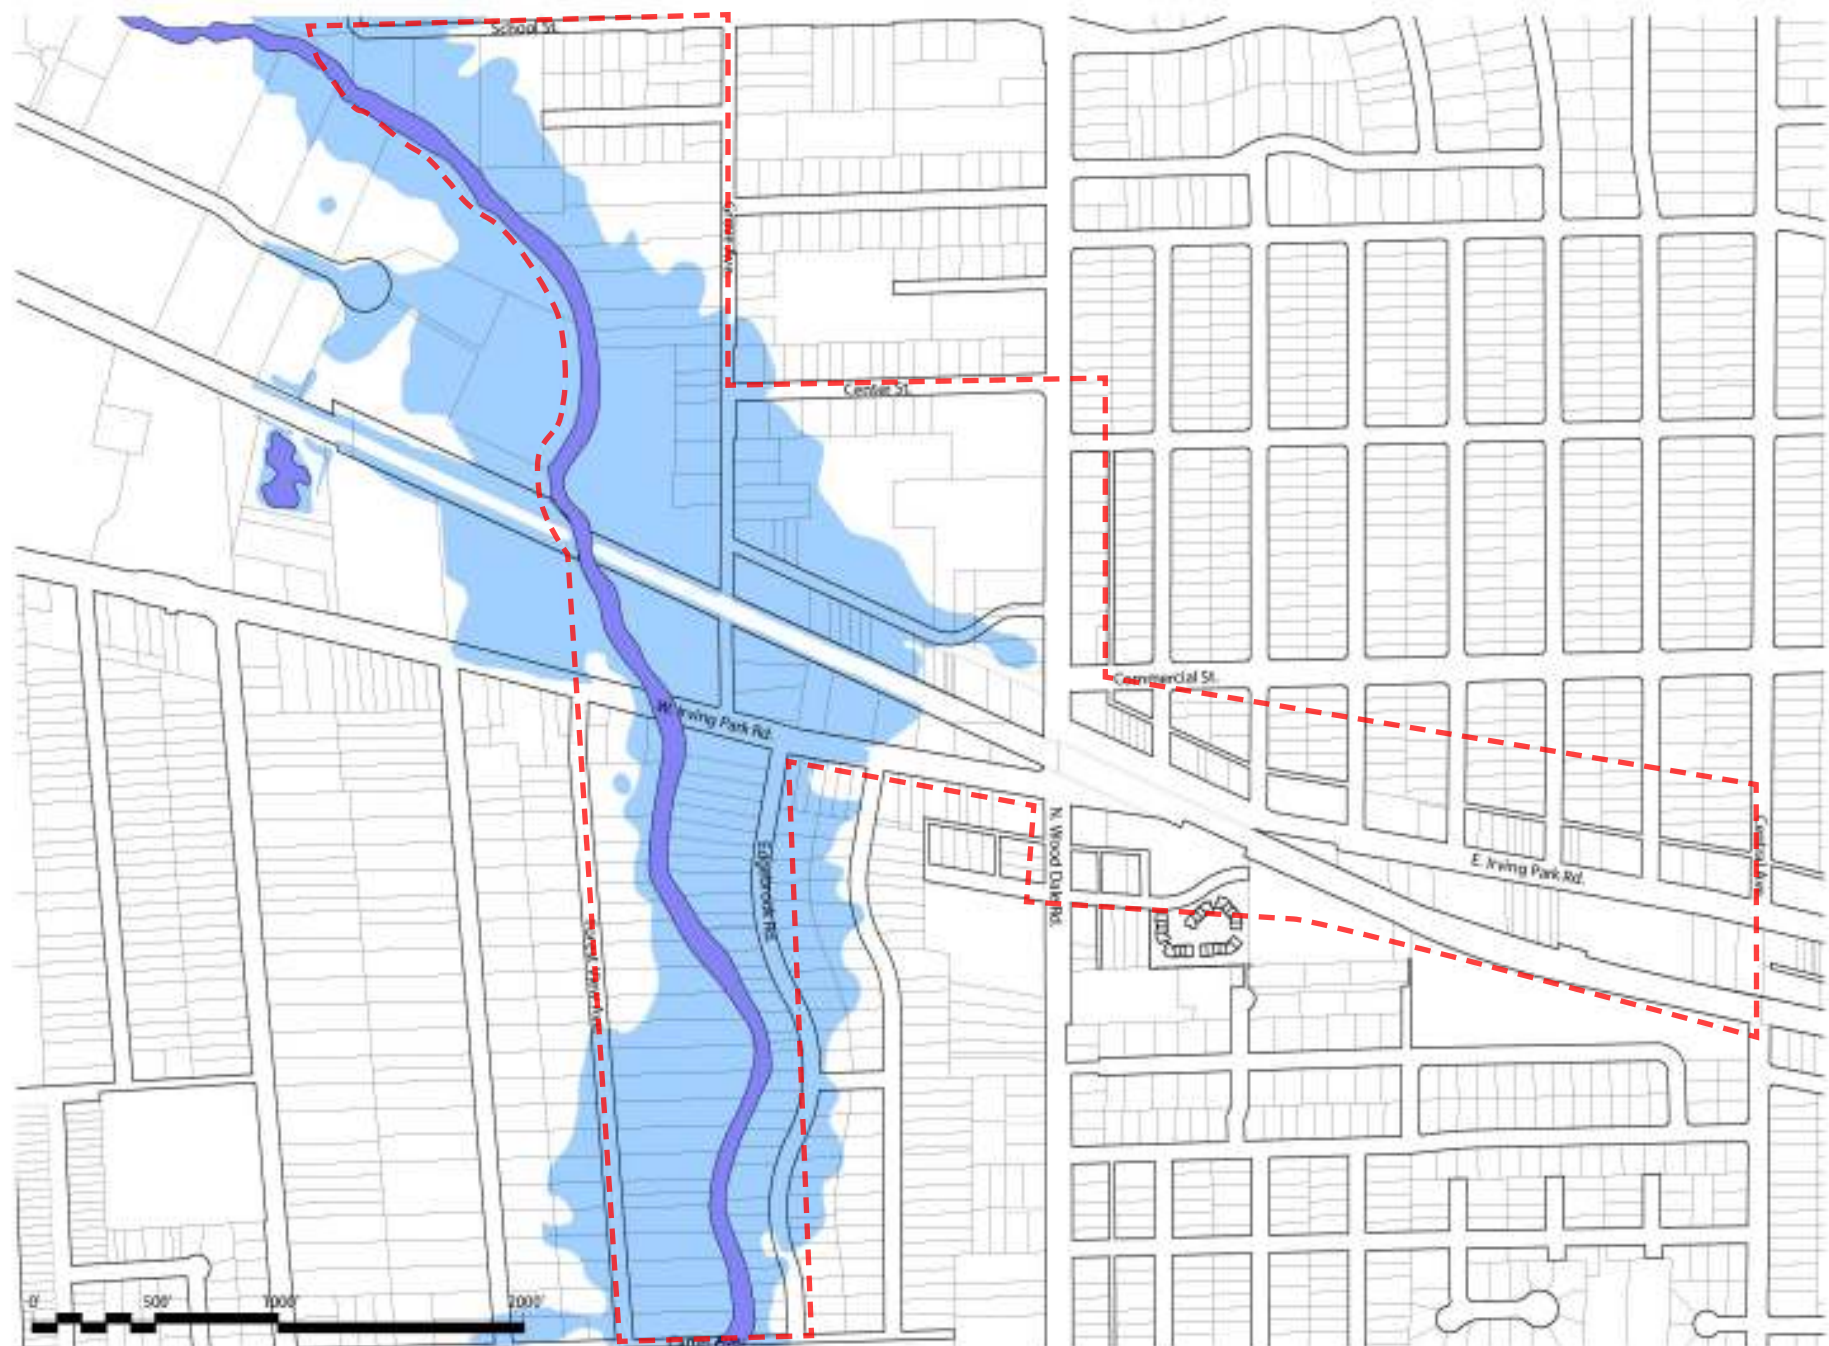 School St.
Center St.
Commercial St.
W. Irving Park Rd.
N. Wood Dale Rd.
E. Irving Park Rd.
Edgebrook RE
0' 500' 1000' 2000'